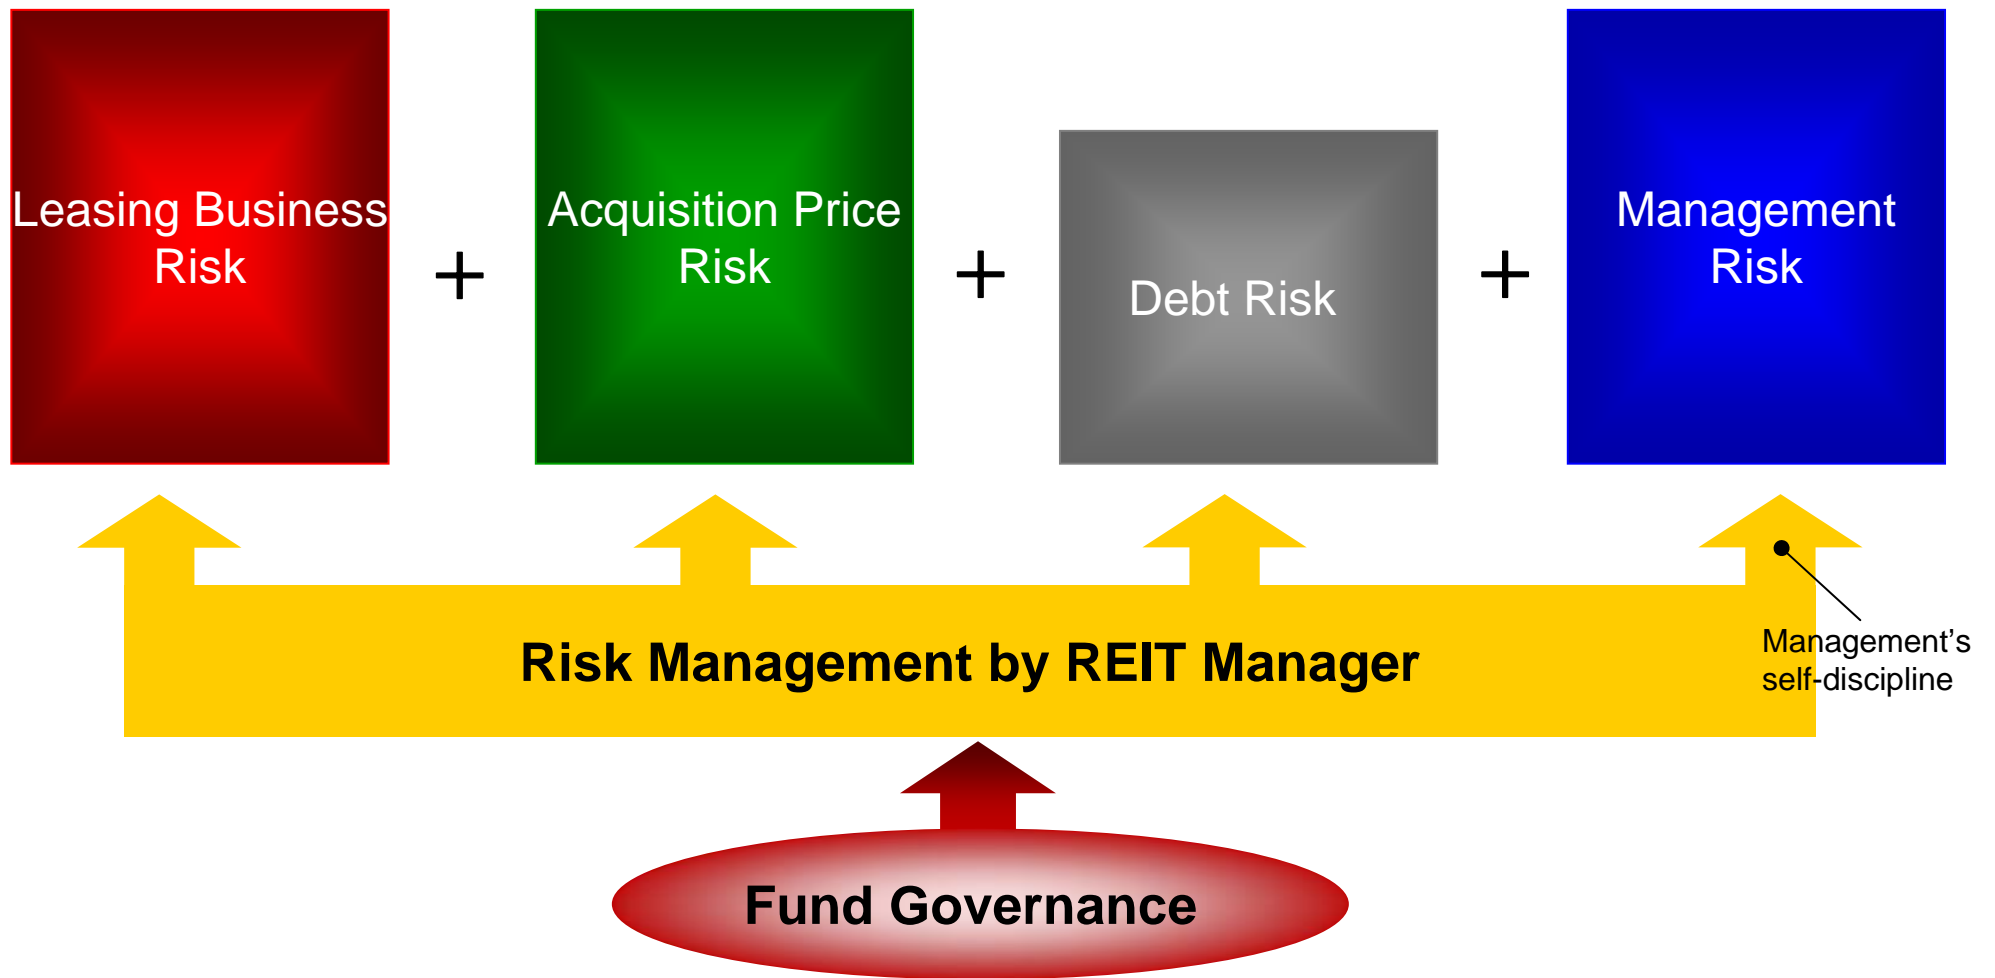 Leasing Business
Risk
+
Acquisition Price
Risk
+
Debt Risk
+
Management
Risk
Risk Management by REIT Manager
Management’s
self-discipline
Fund Governance